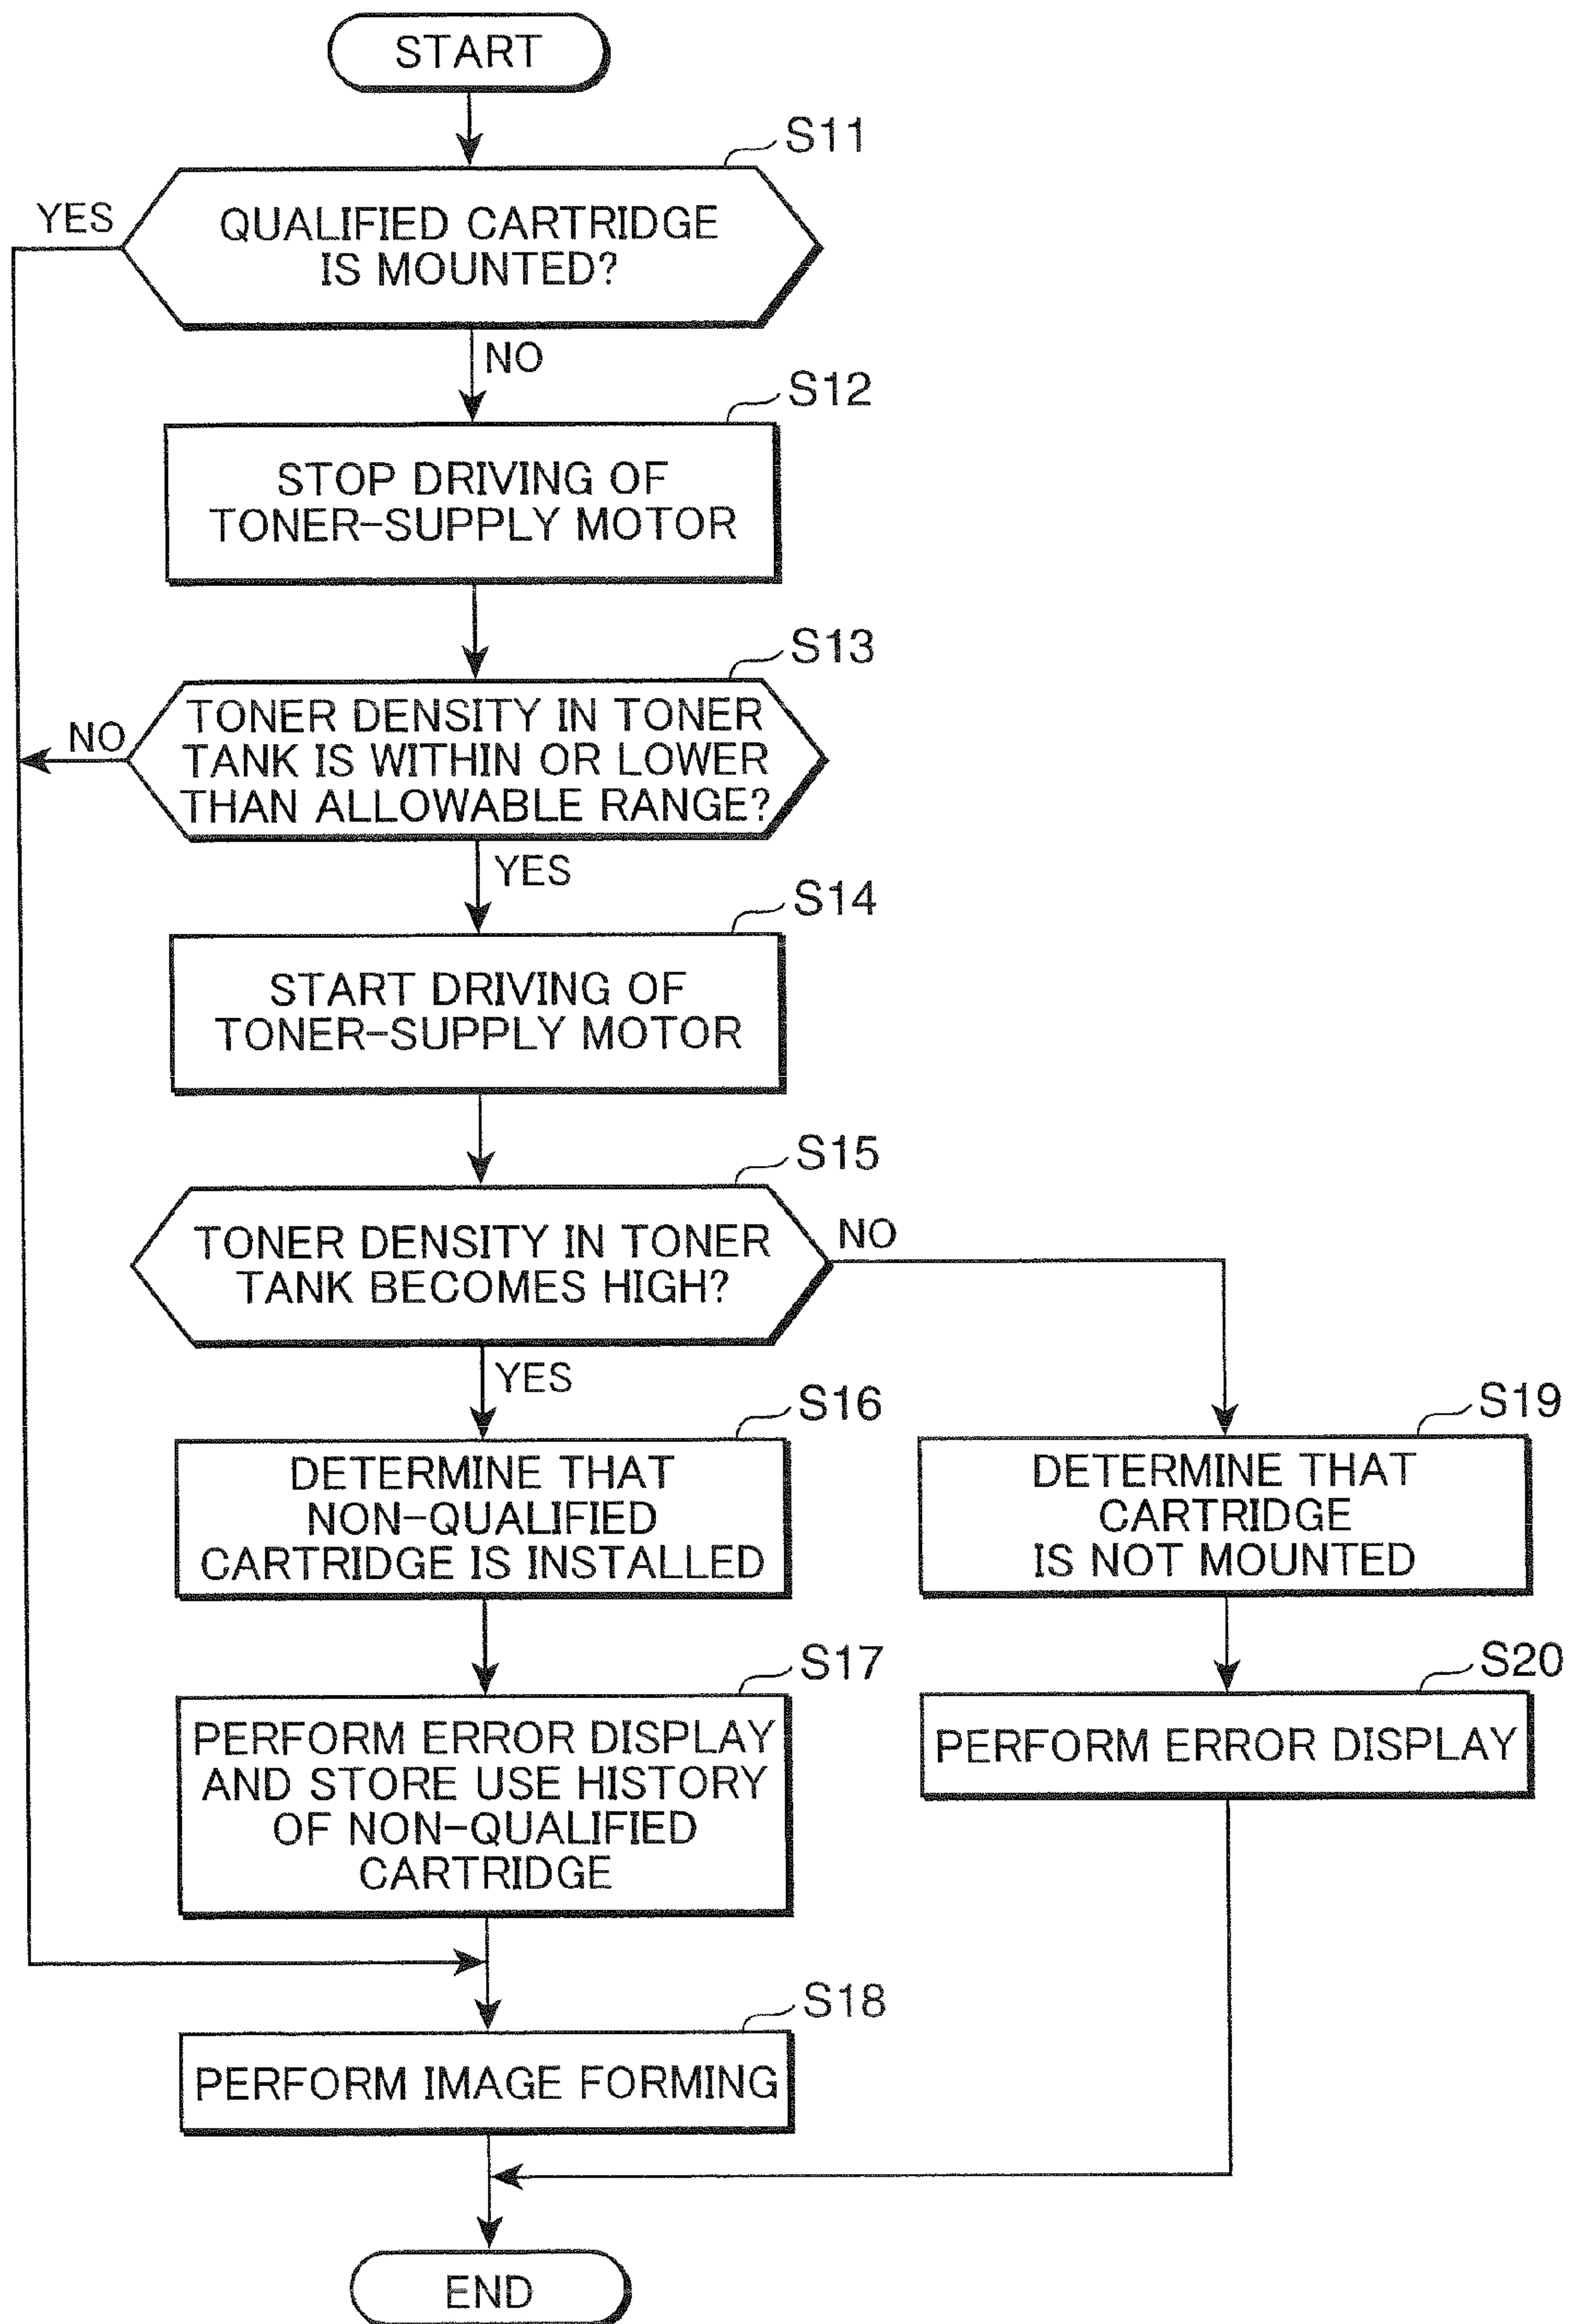 START
S11
YES
QUALIFIED CARTRIDGE
IS MOUNTED?
NO
S12
STOP DRIVING OF
TONER-SUPPLY MOTOR
S13
NO
TONER DENSITY IN TONER
TANK IS WITHIN OR LOWER
THAN ALLOWABLE RANGE?
YES
S14
START DRIVING OF
TONER-SUPPLY MOTOR
S15
TONER DENSITY IN TONER
TANK BECOMES HIGH?
NO
YES
S16
DETERMINE THAT
NON-QUALIFIED
CARTRIDGE IS INSTALLED
S19
DETERMINE THAT
CARTRIDGE
IS NOT MOUNTED
S17
PERFORM ERROR DISPLAY
AND STORE USE HISTORY
OF NON-QUALIFIED
CARTRIDGE
S20
PERFORM ERROR DISPLAY
S18
PERFORM IMAGE FORMING
END